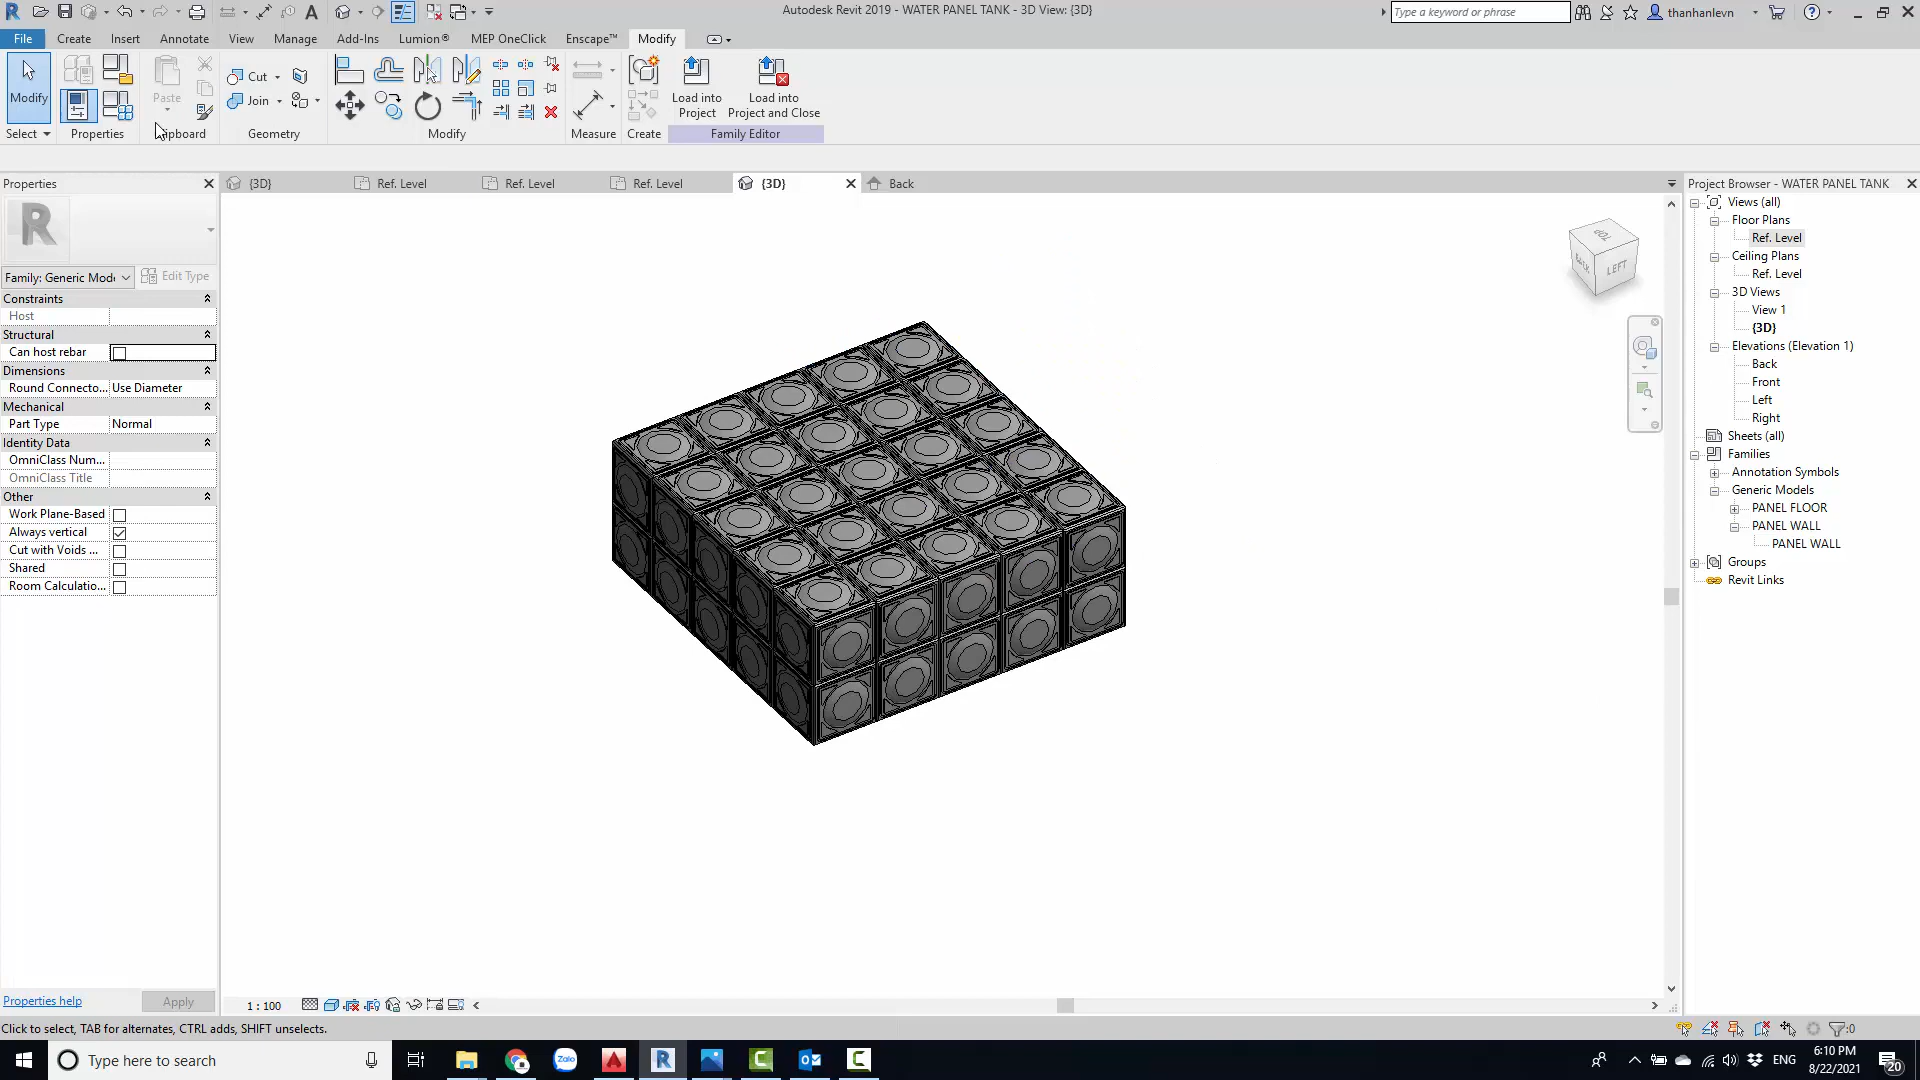 Autodesk Revit 2019 - WATER PANEL TANK - 3D View: {3D}
Type a keyword or phrase
thanhanlevn
File
Create
Insert
Annotate
View
Manage
Add-Ins
Lumion®
MEP OneClick
Enscape™
Modify
Modify
Paste
Cut
Join
Load into
Project
Load into
Project and Close
Select
Properties
Clipboard
Geometry
Modify
Measure
Create
Family Editor
Properties
{3D}
Ref. Level
Ref. Level
Ref. Level
{3D}
Back
Project Browser - WATER PANEL TANK
R
Family: Generic Mod
Edit Type
Constraints
Host
Structural
Can host rebar
Dimensions
Round Connecto... Use Diameter
Mechanical
Part Type Normal
Identity Data
OmniClass Num...
OmniClass Title
Other
Work Plane-Based
Always vertical
Cut with Voids ...
Shared
Room Calculatio...
Properties help
Apply
TOP
BACK
LEFT
Views (all)
Floor Plans
Ref. Level
Ceiling Plans
Ref. Level
3D Views
View 1
{3D}
Elevations (Elevation 1)
Back
Front
Left
Right
Sheets (all)
Families
Annotation Symbols
Generic Models
PANEL FLOOR
PANEL WALL
PANEL WALL
Groups
Revit Links
1 : 100
Click to select, TAB for alternates, CTRL adds, SHIFT unselects.
:0
Type here to search
Zalo
ENG
6:10 PM
8/22/2021
20